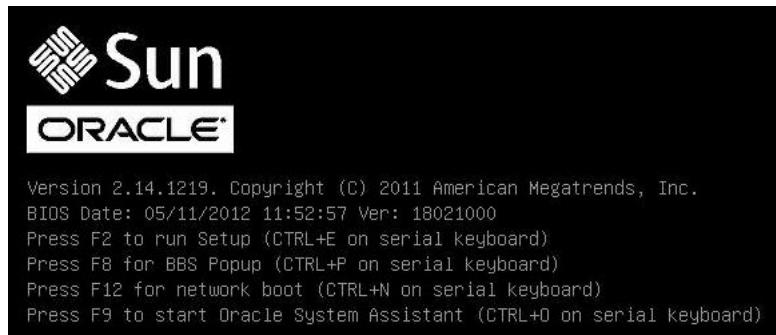 Sun
ORACLE
Version 2.14.1219. Copyright (C) 2011 American Megatrends, Inc.
BIOS Date: 05/11/2012 11:52:57 Ver: 18021000
Press F2 to run Setup (CTRL+E on serial keyboard)
Press F8 for BBS Popup (CTRL+P on serial keyboard)
Press F12 for network boot (CTRL+N on serial keyboard)
Press F9 to start Oracle System Assistant (CTRL+O on serial keyboard)